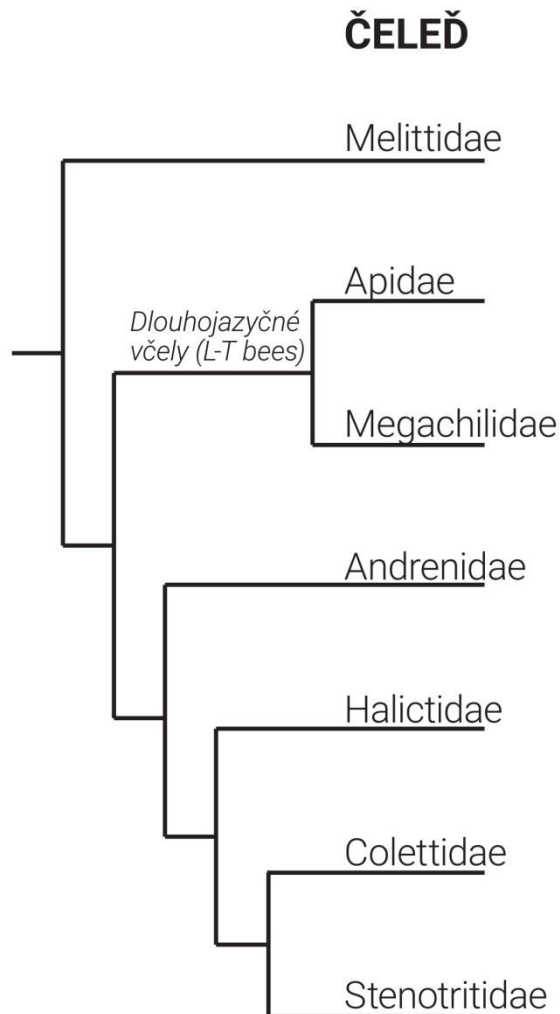 ČELEĎ
Melittidae
Apidae
Dlouhojazyčné
včely (L-T bees)
Megachilidae
Andrenidae
Halictidae
Colettidae
Stenotritidae